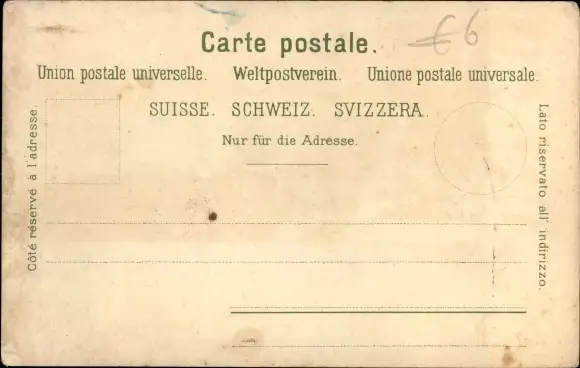 Carte postale.
€ 6
Union postale universelle. Weltpostverein. Unione postale universale.
SUISSE. SCHWEIZ. SVIZZERA.
Nur für die Adresse.
Côté réservé à l'adresse.
Lato riservato all' indirizzo.